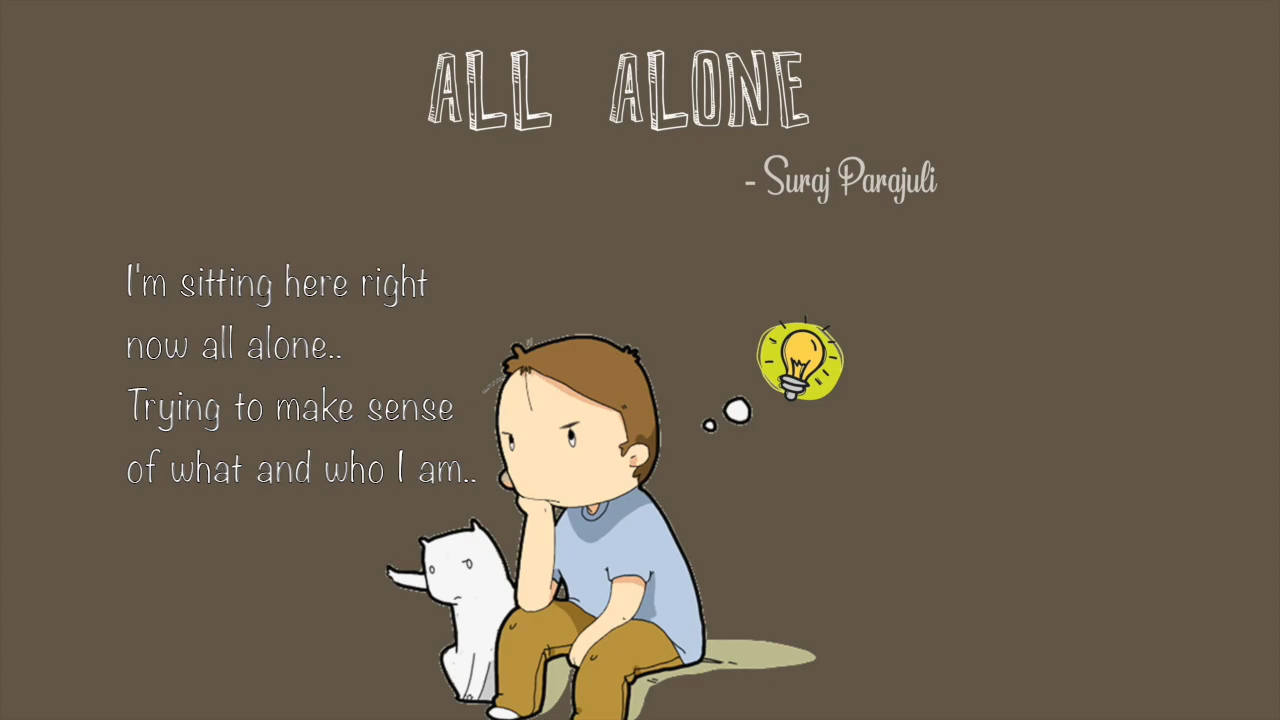 ALL ALONE
- Suraj Parajuli
I'm sitting here right
now all alone..
Trying to make sense
of what and who I am..